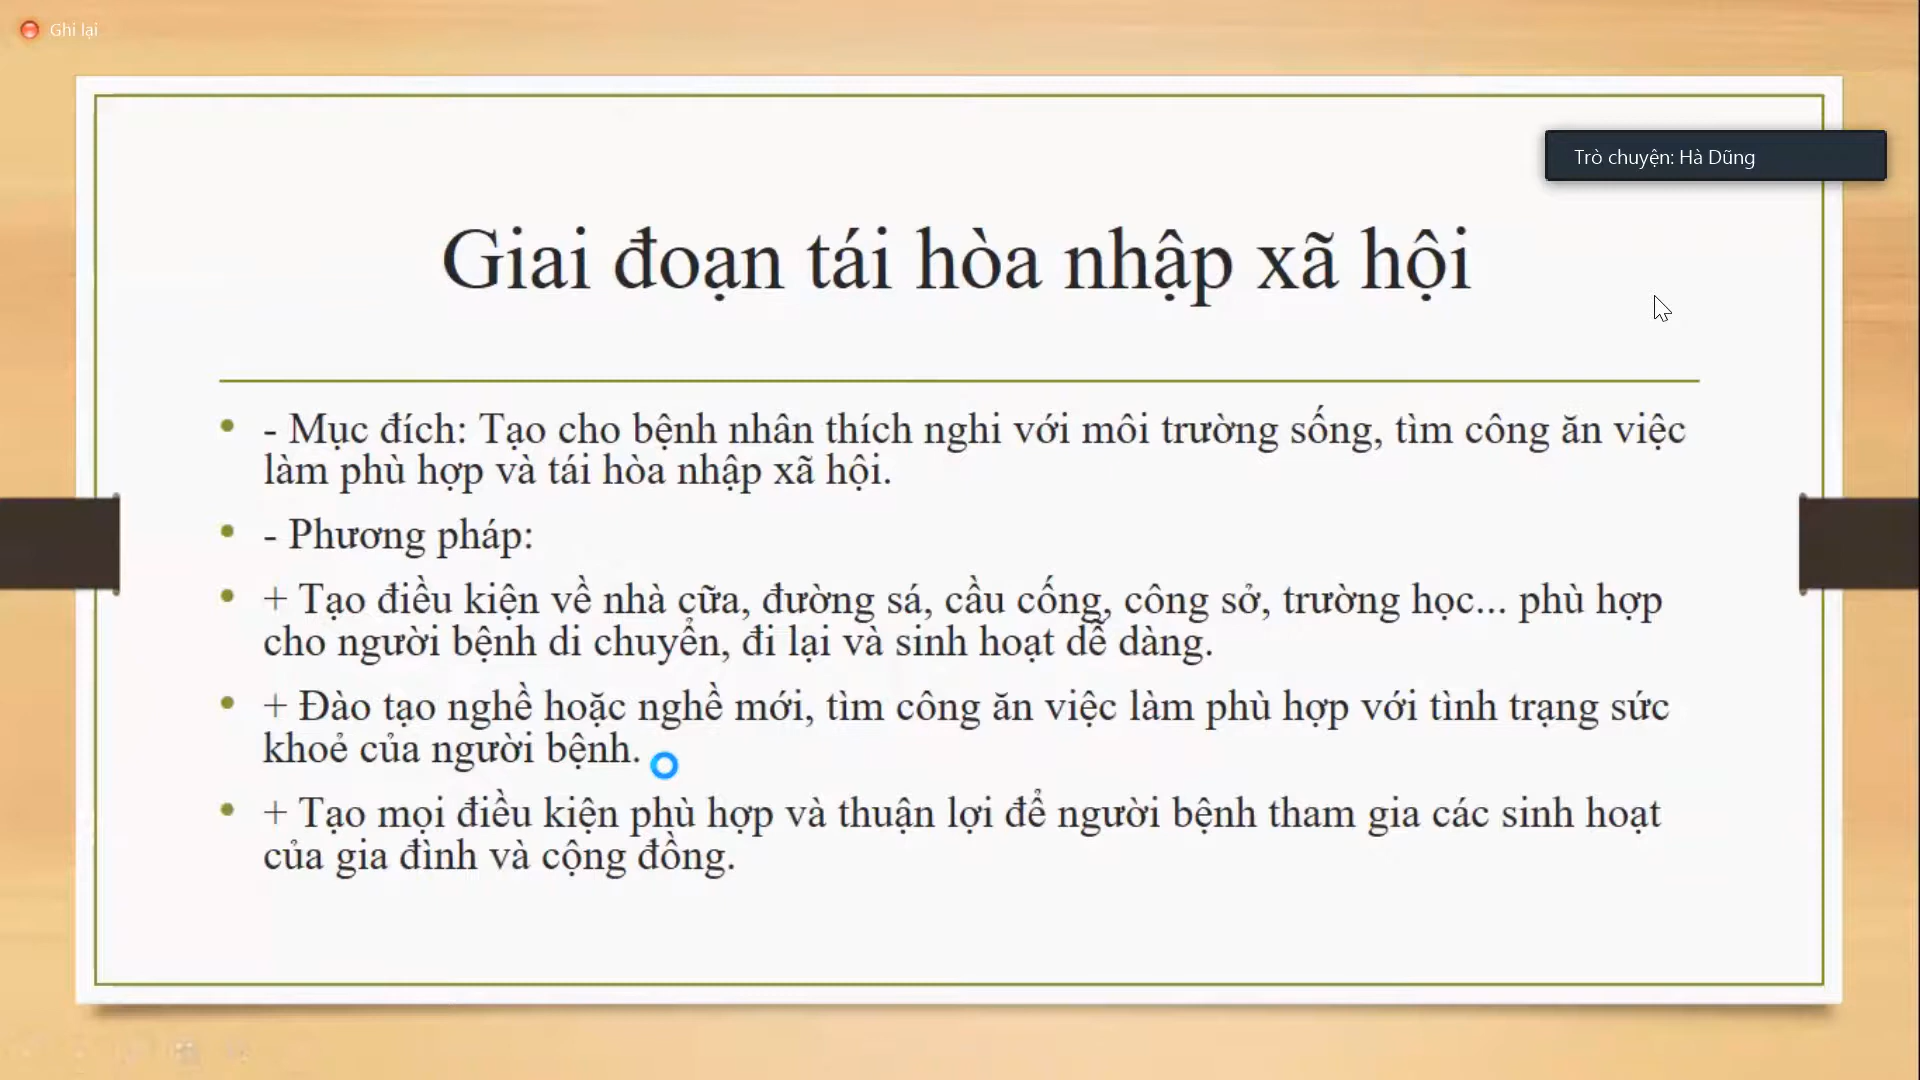 Ghi lại
Trò chuyện: Hà Dũng
Giai đoạn tái hòa nhập xã hội
- Mục đích: Tạo cho bệnh nhân thích nghi với môi trường sống, tìm công ăn việc
làm phù hợp và tái hòa nhập xã hội.
- Phương pháp:
+ Tạo điều kiện về nhà cữa, đường sá, cầu cống, công sở, trường học... phù hợp
cho người bệnh di chuyển, đi lại và sinh hoạt dễ dàng.
+ Đào tạo nghề hoặc nghề mới, tìm công ăn việc làm phù hợp với tình trạng sức
khoẻ của người bệnh.
+ Tạo mọi điều kiện phù hợp và thuận lợi để người bệnh tham gia các sinh hoạt
của gia đình và cộng đồng.